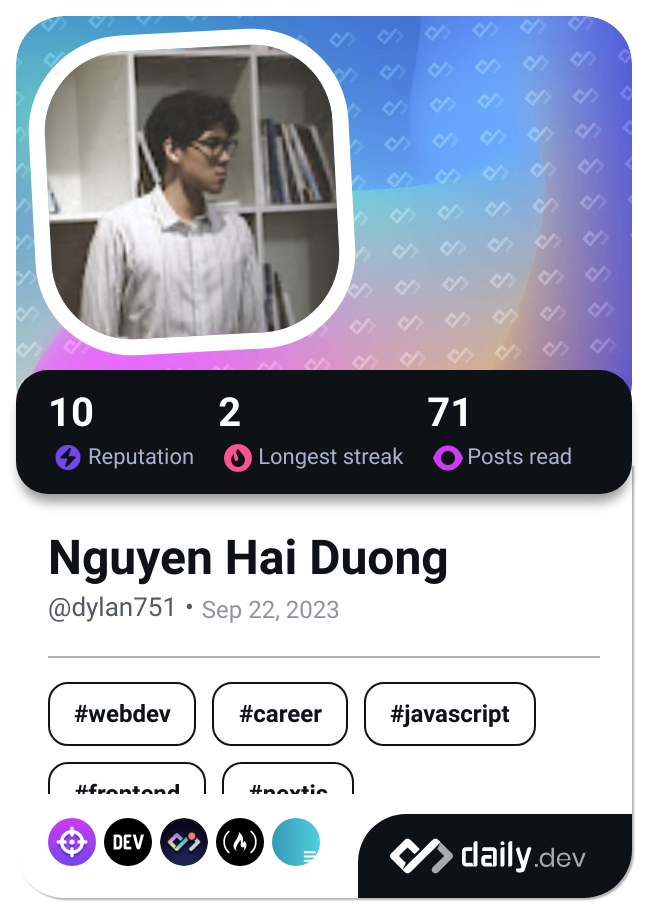 10 2 71
Reputation Longest streak Posts read
Nguyen Hai Duong
@dylan751 • Sep 22, 2023
#webdev #career #javascript
#frontend #nextjs
DEV
daily.dev